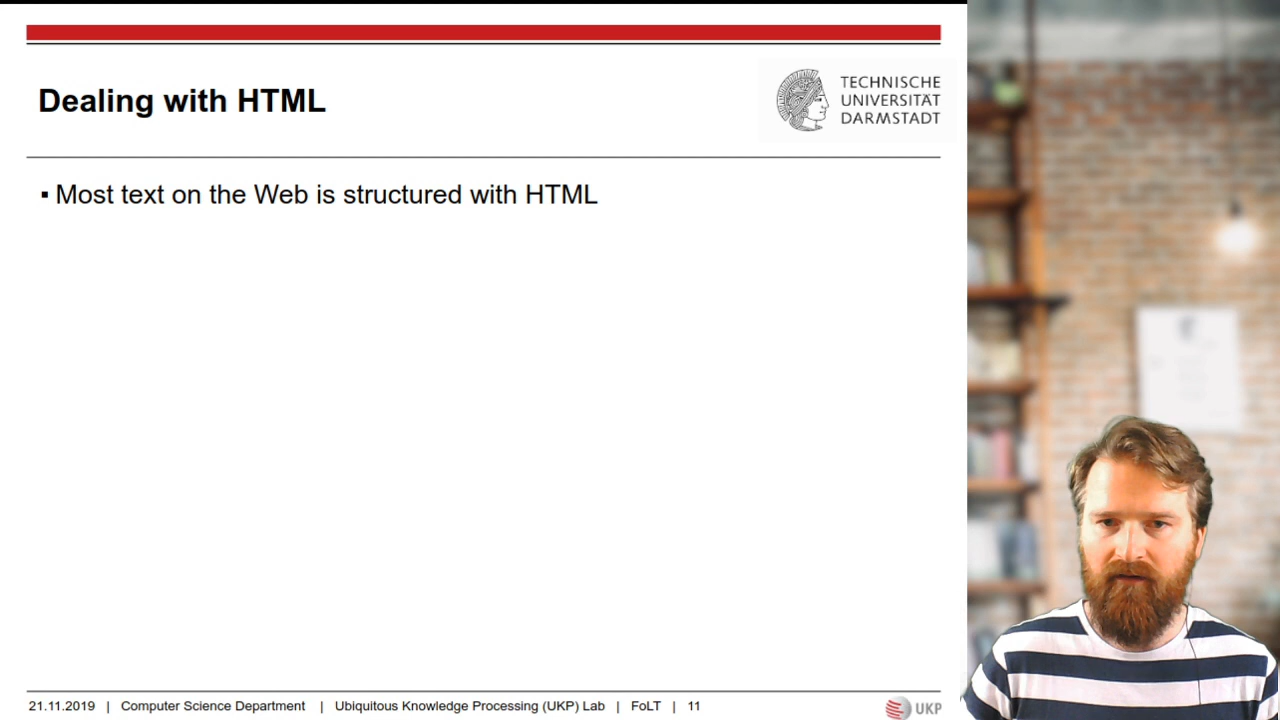 Dealing with HTML
TECHNISCHE
UNIVERSITÄT
DARMSTADT
▪ Most text on the Web is structured with HTML
21.11.2019 | Computer Science Department | Ubiquitous Knowledge Processing (UKP) Lab | FoLT | 11
UKP